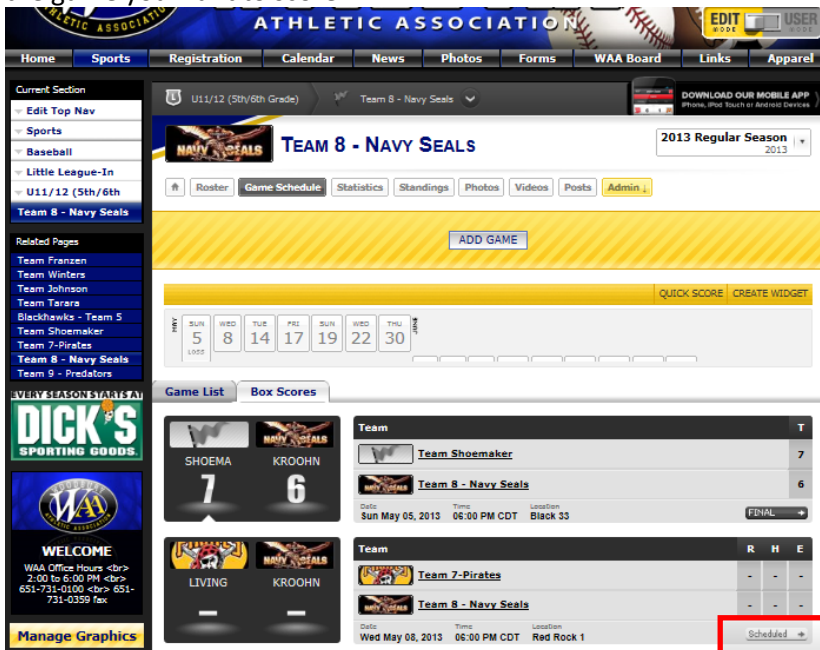 ATHLETIC ASSOCIATION
EDIT MODE USER MODE
Home Sports Registration Calendar News Photos Forms WAA Board Links Apparel
Current Section
Edit Top Nav
Sports
Baseball
Little League-In
U11/12 (5th/6th
Team 8 - Navy Seals
Related Pages
Team Franzen
Team Winters
Team Johnson
Team Tarara
Blackhawks - Team 5
Team Shoemaker
Team 7-Pirates
Team 8 - Navy Seals
Team 9 - Predators
EVERY SEASON STARTS AT
DICK'S
SPORTING GOODS.
WAA
WELCOME
WAA Office
Hours <br>
2:00 to 6:00 PM <br>
651-731-0100 <br> 651-
731-0359 fax
Manage Graphics
U11/12 (5th/6th Grade) Team 8 - Navy Seals
DOWNLOAD OUR MOBILE APP
iPhone, iPod Touch or Android Devices
NAVY SEALS
TEAM 8 - NAVY SEALS
2013 Regular Season
2013
Roster Game Schedule Statistics Standings Photos Videos Posts Admin ↓
ADD GAME
QUICK SCORE CREATE WIDGET
MAY
SUN 5 LOSS
WED 8
TUE 14
FRI 17
SUN 19
WED 22
THU 30
JUNE
Game List Box Scores
NAVY SEALS
SHOEMA KROOHN
7 6
Team T
Team Shoemaker 7
Team 8 - Navy Seals 6
Date Time Location
Sun May 05, 2013 06:00 PM CDT Black 33
FINAL
NAVY SEALS
LIVING KROOHN
– –
Team R H E
Team 7-Pirates - - -
Team 8 - Navy Seals - - -
Date Time Location
Wed May 08, 2013 06:00 PM CDT Red Rock 1
Scheduled